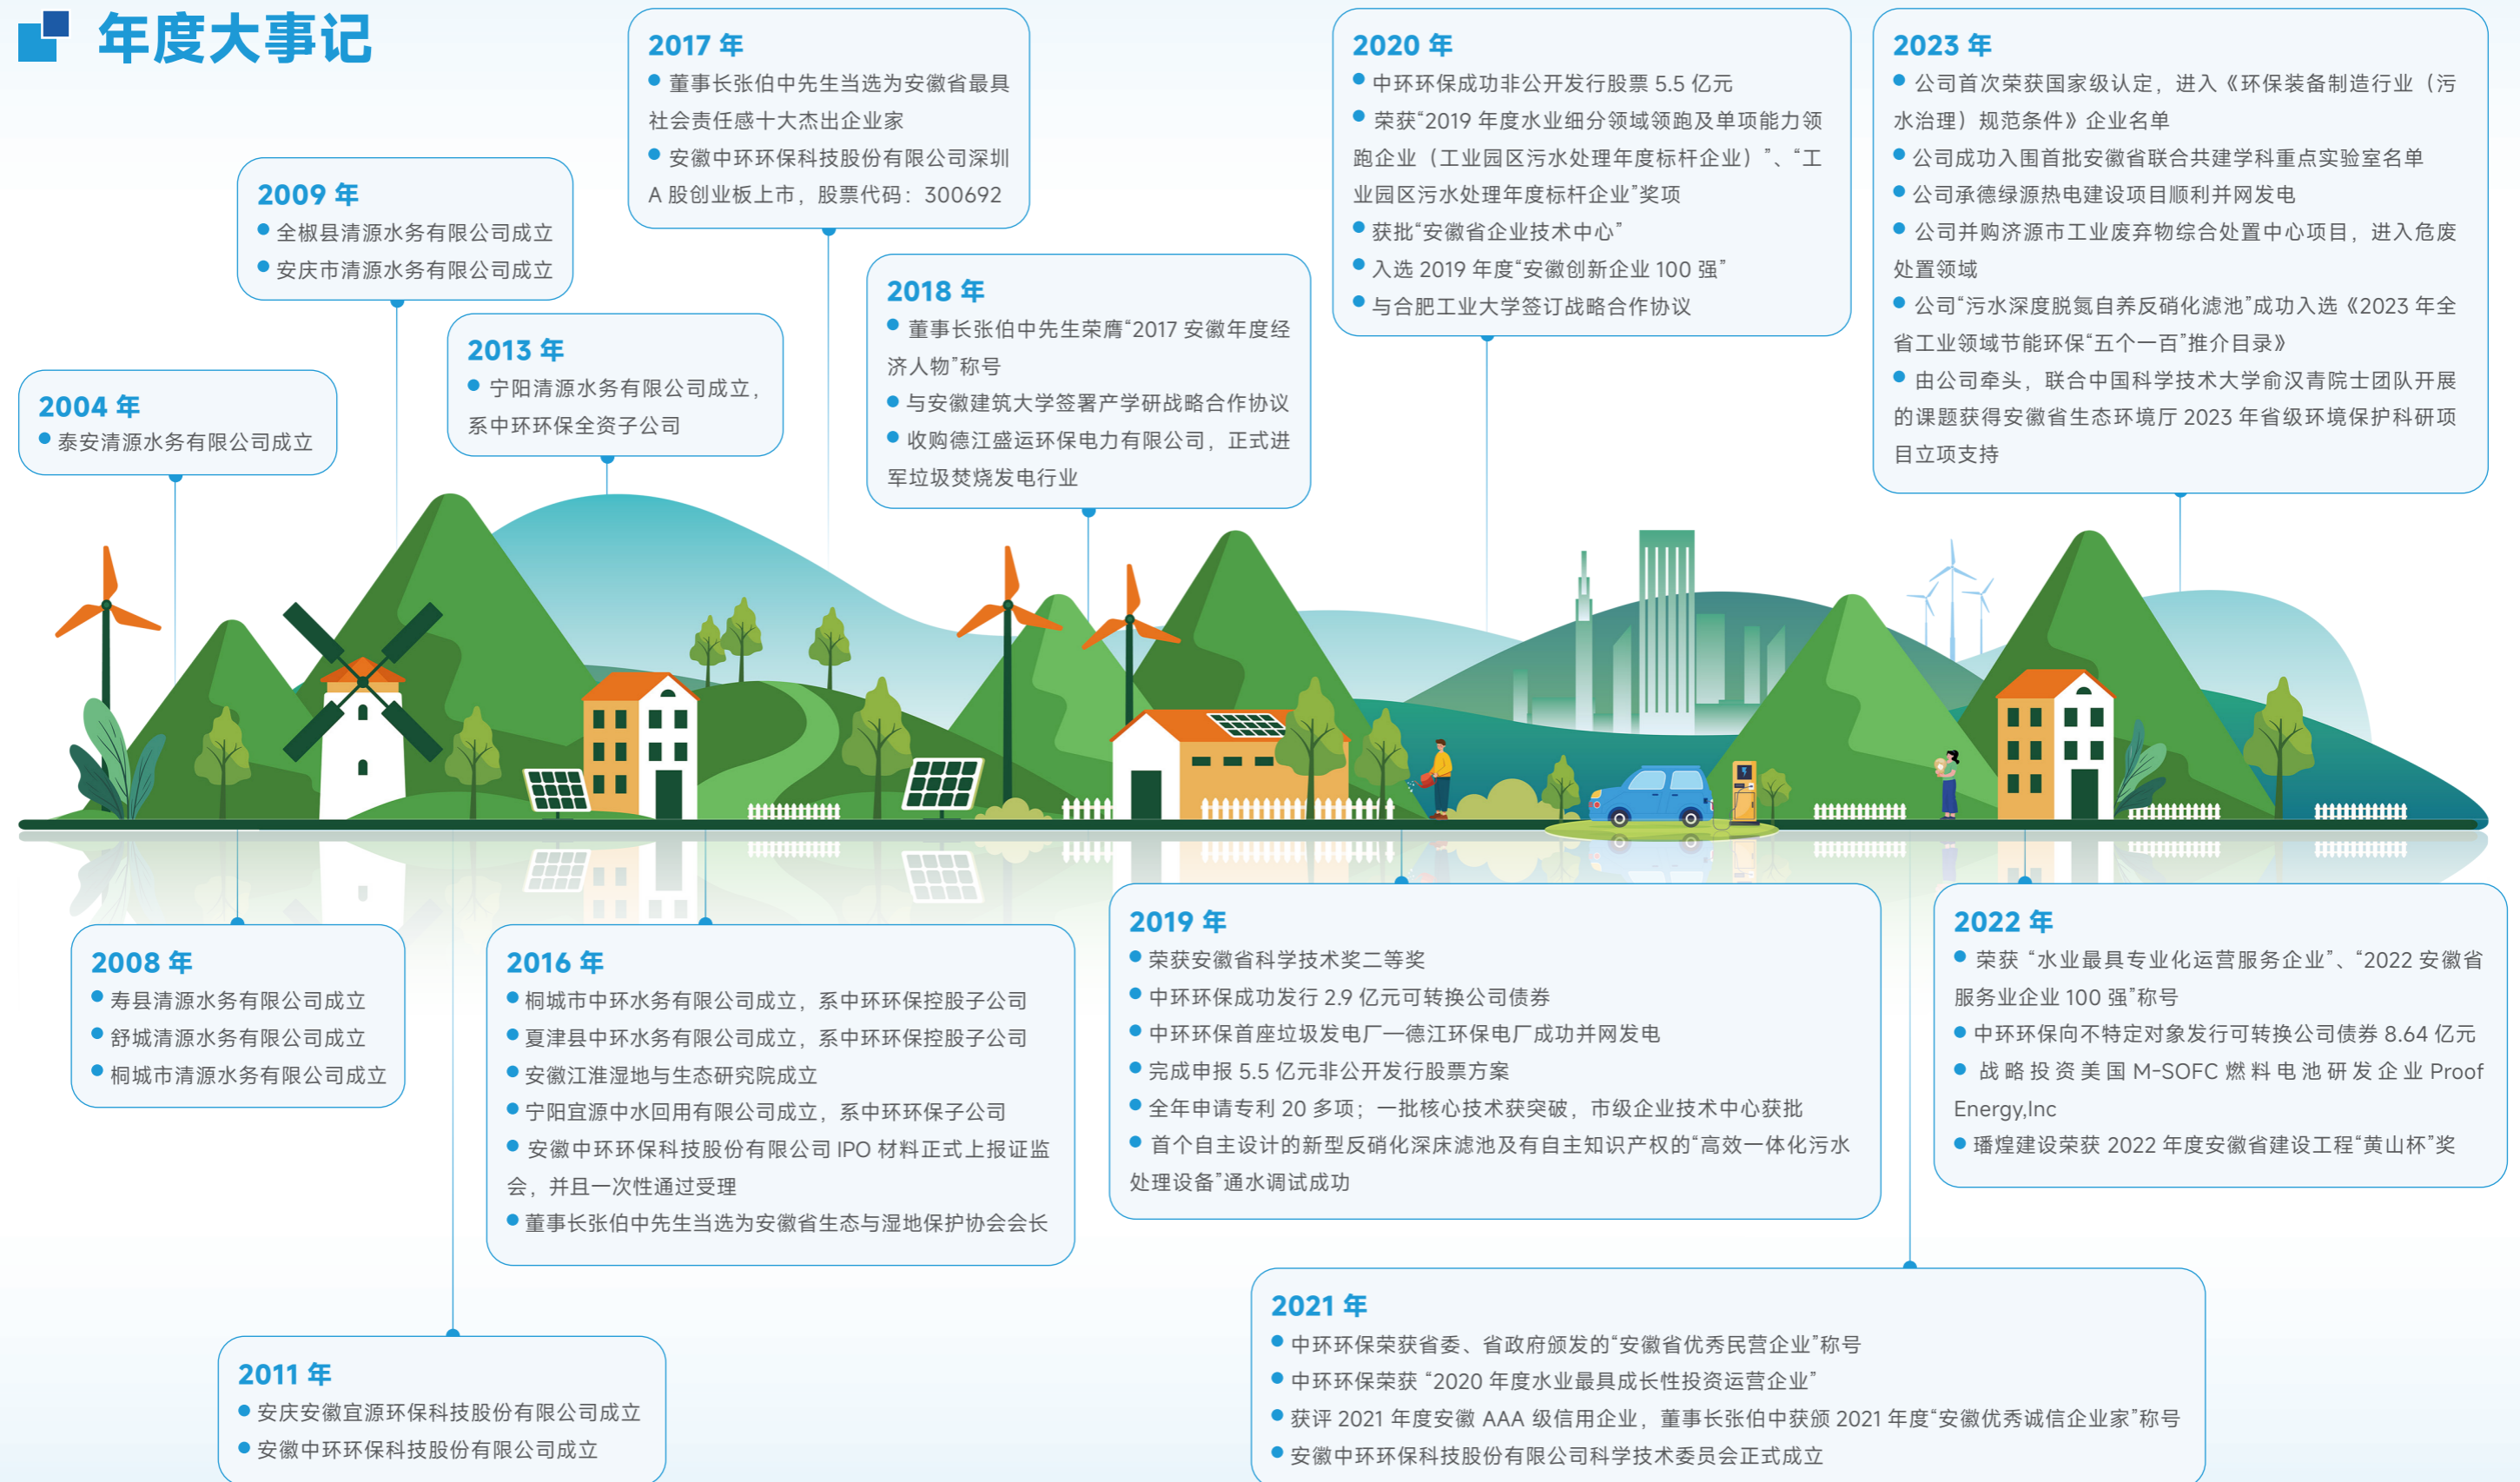 年度大事记
2004 年
● 泰安清源水务有限公司成立
2008 年
● 寿县清源水务有限公司成立
● 舒城清源水务有限公司成立
● 桐城市清源水务有限公司成立
2009 年
● 全椒县清源水务有限公司成立
● 安庆市清源水务有限公司成立
2011 年
● 安庆安徽宜源环保科技股份有限公司成立
● 安徽中环环保科技股份有限公司成立
2013 年
● 宁阳清源水务有限公司成立，
系中环环保全资子公司
2016 年
● 桐城市中环水务有限公司成立，系中环环保控股子公司
● 夏津县中环水务有限公司成立，系中环环保控股子公司
● 安徽江淮湿地与生态研究院成立
● 宁阳宜源中水回用有限公司成立，系中环环保子公司
● 安徽中环环保科技股份有限公司 IPO 材料正式上报证监
会，并且一次性通过受理
● 董事长张伯中先生当选为安徽省生态与湿地保护协会会长
2017 年
● 董事长张伯中先生当选为安徽省最具
社会责任感十大杰出企业家
● 安徽中环环保科技股份有限公司深圳
A 股创业板上市，股票代码：300692
2018 年
● 董事长张伯中先生荣膺“2017 安徽年度经
济人物”称号
● 与安徽建筑大学签署产学研战略合作协议
● 收购德江盛运环保电力有限公司，正式进
军垃圾焚烧发电行业
2019 年
● 荣获安徽省科学技术奖二等奖
● 中环环保成功发行 2.9 亿元可转换公司债券
● 中环环保首座垃圾发电厂—德江环保电厂成功并网发电
● 完成申报 5.5 亿元非公开发行股票方案
● 全年申请专利 20 多项；一批核心技术获突破，市级企业技术中心获批
● 首个自主设计的新型反硝化深床滤池及有自主知识产权的“高效一体化污水
处理设备”通水调试成功
2020 年
● 中环环保成功非公开发行股票 5.5 亿元
● 荣获“2019 年度水业细分领域领跑及单项能力领
跑企业（工业园区污水处理年度标杆企业）”、“工
业园区污水处理年度标杆企业”奖项
● 获批“安徽省企业技术中心”
● 入选 2019 年度“安徽创新企业 100 强”
● 与合肥工业大学签订战略合作协议
2021 年
● 中环环保荣获省委、省政府颁发的“安徽省优秀民营企业”称号
● 中环环保荣获 “2020 年度水业最具成长性投资运营企业”
● 获评 2021 年度安徽 AAA 级信用企业，董事长张伯中获颁 2021 年度“安徽优秀诚信企业家”称号
● 安徽中环环保科技股份有限公司科学技术委员会正式成立
2022 年
● 荣获 “水业最具专业化运营服务企业”、“2022 安徽省
服务业企业 100 强”称号
● 中环环保向不特定对象发行可转换公司债券 8.64 亿元
● 战略投资美国 M-SOFC 燃料电池研发企业 Proof
Energy,Inc
● 璠煌建设荣获 2022 年度安徽省建设工程“黄山杯”奖
2023 年
● 公司首次荣获国家级认定，进入《环保装备制造行业（污
水治理）规范条件》企业名单
● 公司成功入围首批安徽省联合共建学科重点实验室名单
● 公司承德绿源热电建设项目顺利并网发电
● 公司并购济源市工业废弃物综合处置中心项目，进入危废
处置领域
● 公司“污水深度脱氮自养反硝化滤池”成功入选《2023 年全
省工业领域节能环保“五个一百”推介目录》
● 由公司牵头，联合中国科学技术大学俞汉青院士团队开展
的课题获得安徽省生态环境厅 2023 年省级环境保护科研项
目立项支持